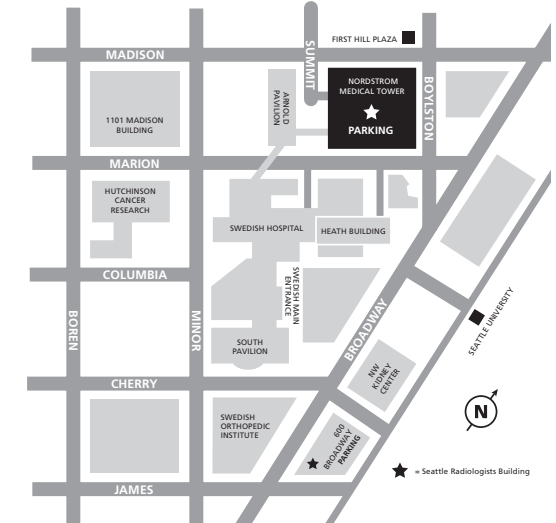 FIRST HILL PLAZA
MADISON
SUMMIT
NORDSTROM
MEDICAL TOWER
PARKING
BOYLSTON
ARNOLD
PAVILION
1101 MADISON
BUILDING
MARION
HUTCHINSON
CANCER
RESEARCH
SWEDISH HOSPITAL
HEATH BUILDING
COLUMBIA
SWEDISH MAIN
ENTRANCE
BOREN
MINOR
BROADWAY
SEATTLE UNIVERSITY
SOUTH
PAVILION
NW
KIDNEY
CENTER
CHERRY
SWEDISH
ORTHOPEDIC
INSTITUTE
600
BROADWAY
PARKING
N
= Seattle Radiologists Building
JAMES